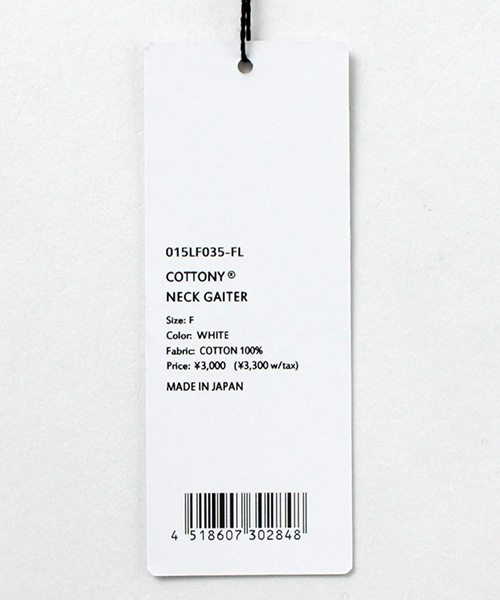 015LF035-FL
COTTONY®
NECK GAITER
Size: F
Color: WHITE
Fabric: COTTON 100%
Price: ¥3,000 (¥3,300 w/tax)
MADE IN JAPAN
4 518607 302848